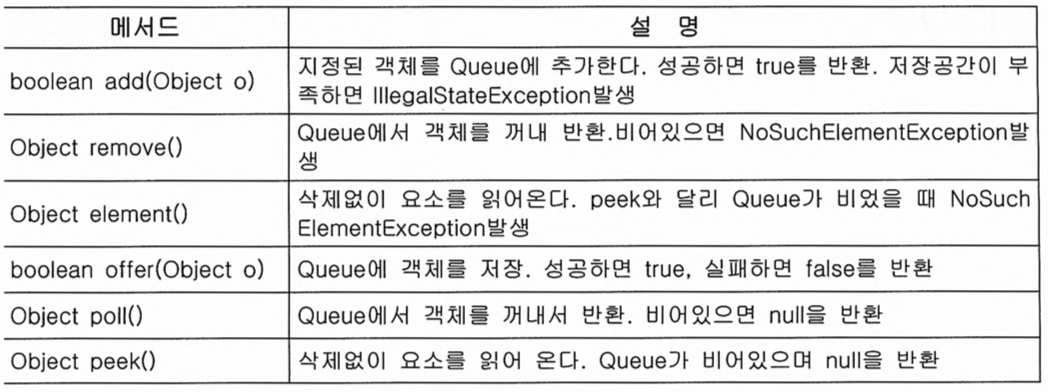 메서드 설 명
boolean add(Object o) 지정된 객체를 Queue에 추가한다. 성공하면 true를 반환. 저장공간이 부
족하면 IllegalStateException발생
Object remove() Queue에서 객체를 꺼내 반환.비어있으면 NoSuchElementException발
생
Object element() 삭제없이 요소를 읽어온다. peek와 달리 Queue가 비었을 때 NoSuch
ElementException발생
boolean offer(Object o) Queue에 객체를 저장. 성공하면 true, 실패하면 false를 반환
Object poll() Queue에서 객체를 꺼내서 반환. 비어있으면 null을 반환
Object peek() 삭제없이 요소를 읽어 온다. Queue가 비어있으며 null을 반환